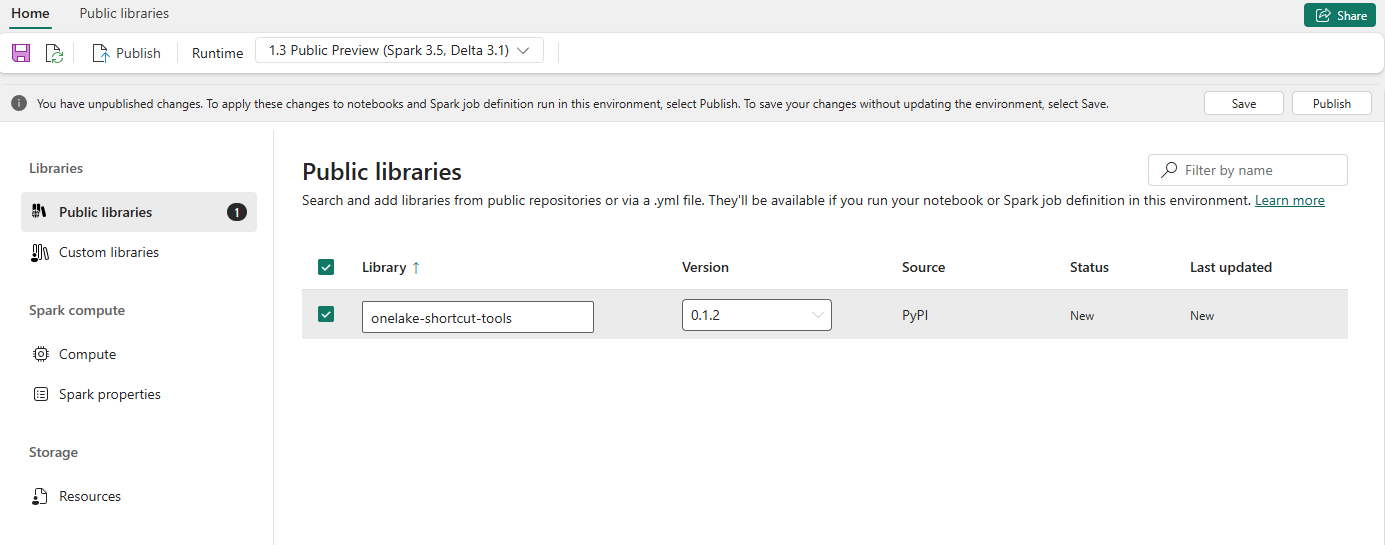 Home Public libraries Share
Publish Runtime 1.3 Public Preview (Spark 3.5, Delta 3.1)
You have unpublished changes. To apply these changes to notebooks and Spark job definition run in this environment, select Publish. To save your changes without updating the environment, select Save. Save Publish
Libraries
Public libraries 1
Custom libraries
Spark compute
Compute
Spark properties
Storage
Resources
Public libraries
Filter by name
Search and add libraries from public repositories or via a .yml file. They'll be available if you run your notebook or Spark job definition in this environment. Learn more
Library ↑ Version Source Status Last updated
onelake-shortcut-tools 0.1.2 PyPI New New